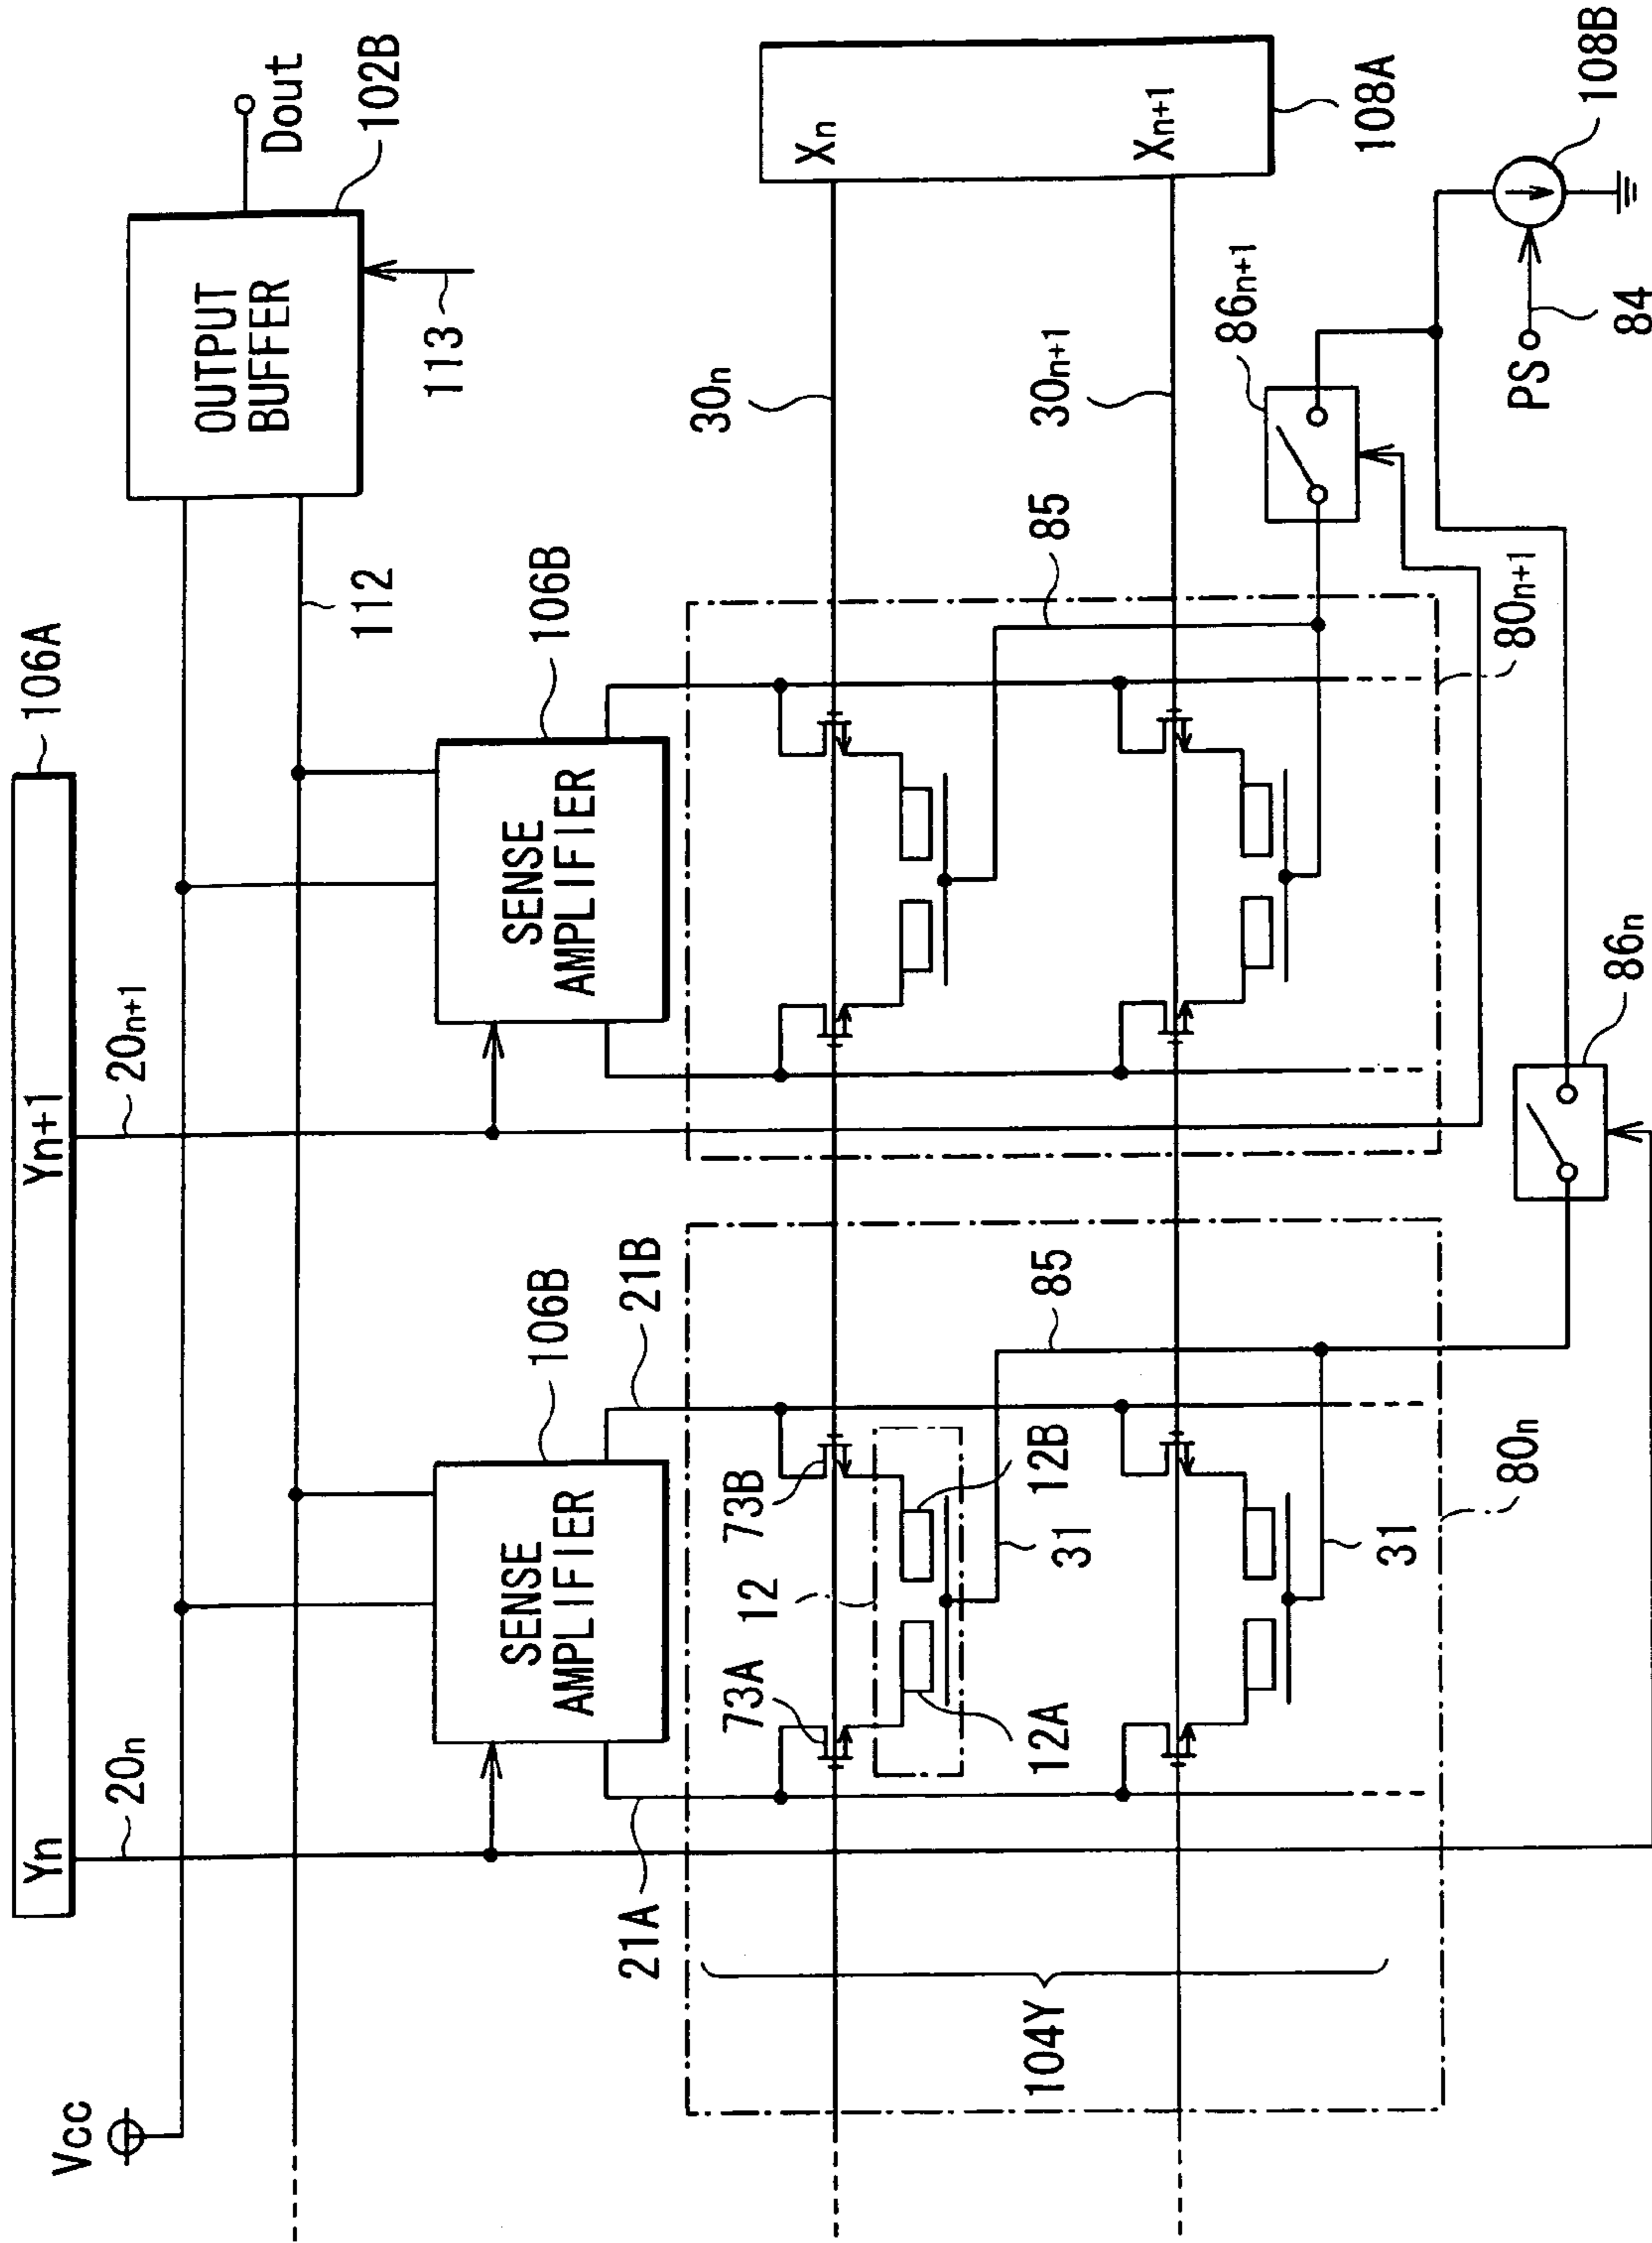 106A
Yn
Yn+1
20n
20n+1
Vcc
112
OUTPUT
BUFFER
Dout
102B
113
106B
106B
SENSE
AMPLIFIER
SENSE
AMPLIFIER
21A
21B
73A
12
73B
30n
Xn
12A
12B
31
85
85
30n+1
Xn+1
108A
104Y
31
80n
80n+1
86n+1
86n
PS
84
108B